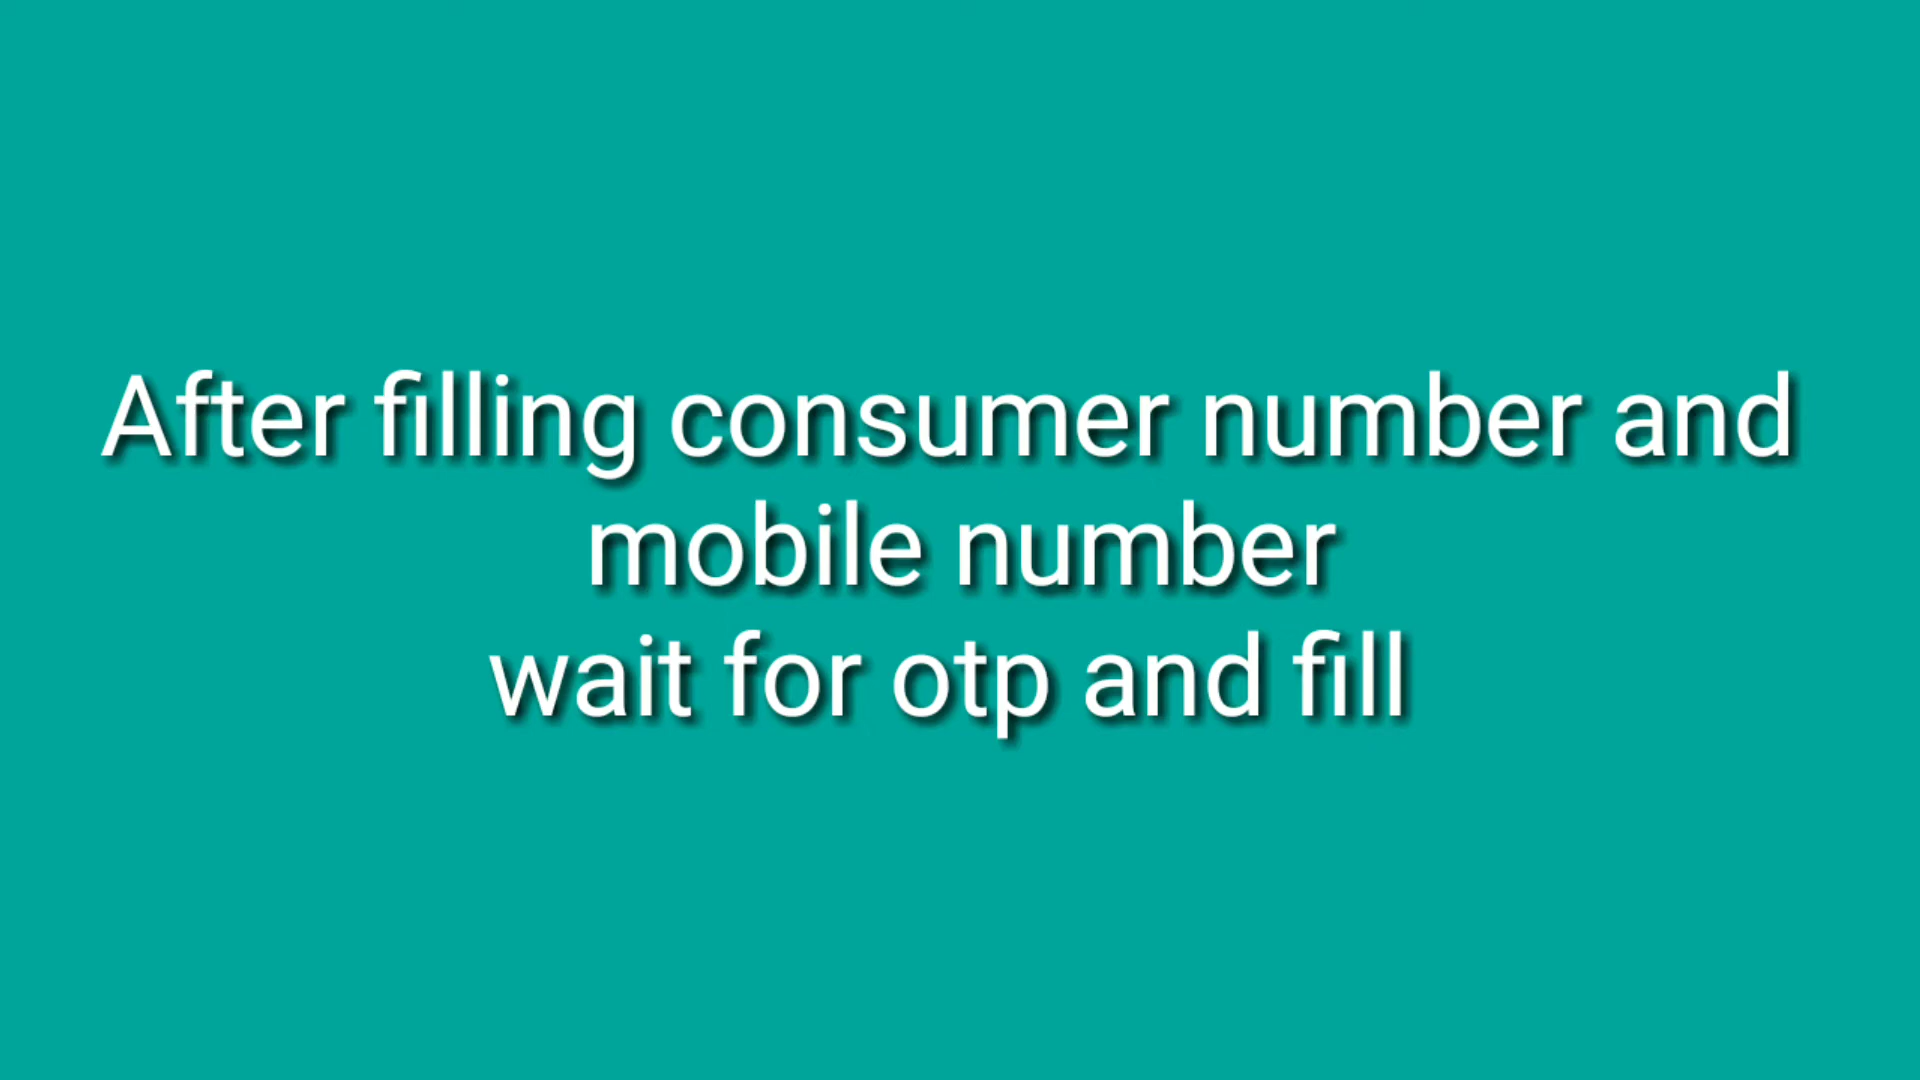 After filling consumer number and
mobile number
wait for otp and fill